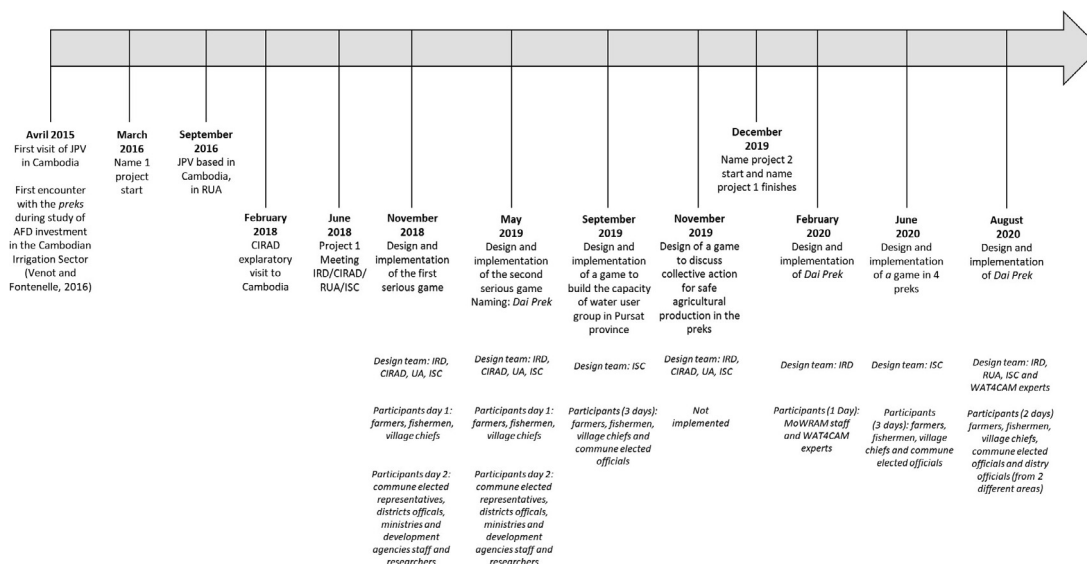 Avril 2015
First visit of JPV
in Cambodia
First encounter
with the preks
during study of
AFD investment
in the Cambodian
Irrigation Sector
(Venot and
Fontenelle, 2016)
March
2016
Name 1
project
start
September
2016
JPV based in
Cambodia,
in RUA
February
2018
CIRAD
explaratory
visit to
Cambodia
June
2018
Project 1
Meeting
IRD/CIRAD/
RUA/ISC
November
2018
Design and
implementation
of the first
serious game
Design team: IRD,
CIRAD, UA, ISC
Participants day 1:
farmers, fishermen,
village chiefs
Participants day 2:
commune elected
representatives,
districts officals,
ministries and
development
agencies staff and
researchers
May
2019
Design and
implementation
of the second
serious game
Naming: Dai Prek
Design team: IRD,
CIRAD, UA, ISC
Participants day 1:
farmers, fishermen,
village chiefs
Participants day 2:
commune elected
representatives,
districts officals,
ministries and
development
agencies staff and
researchers
September
2019
Design and
implementation
of a game to
build the capacity
of water user
group in Pursat
province
Design team: ISC
Participants (3 days):
farmers, fishermen,
village chiefs and
commune elected
officials
November
2019
Design of a game
to discuss
collective action
for safe
agricultural
production in the
preks
Design team: IRD,
CIRAD, UA, ISC
Not
implemented
December
2019
Name project 2
start and name
project 1 finishes
February
2020
Design and
implementation
of Dai Prek
Design team: IRD
Participants (1 Day):
MoWRAM staff
and WAT4CAM
experts
June
2020
Design and
implementation
of a game in 4
preks
Design team: ISC
Participants
(3 days): farmers,
fishermen, village
chiefs and commune
elected officials
August
2020
Design and
implementation
of Dai Prek
Design team: IRD,
RUA, ISC and
WAT4CAM experts
Participants (2 days)
farmers, fishermen,
village chiefs,
commune elected
officials and distry
officials (from 2
different areas)